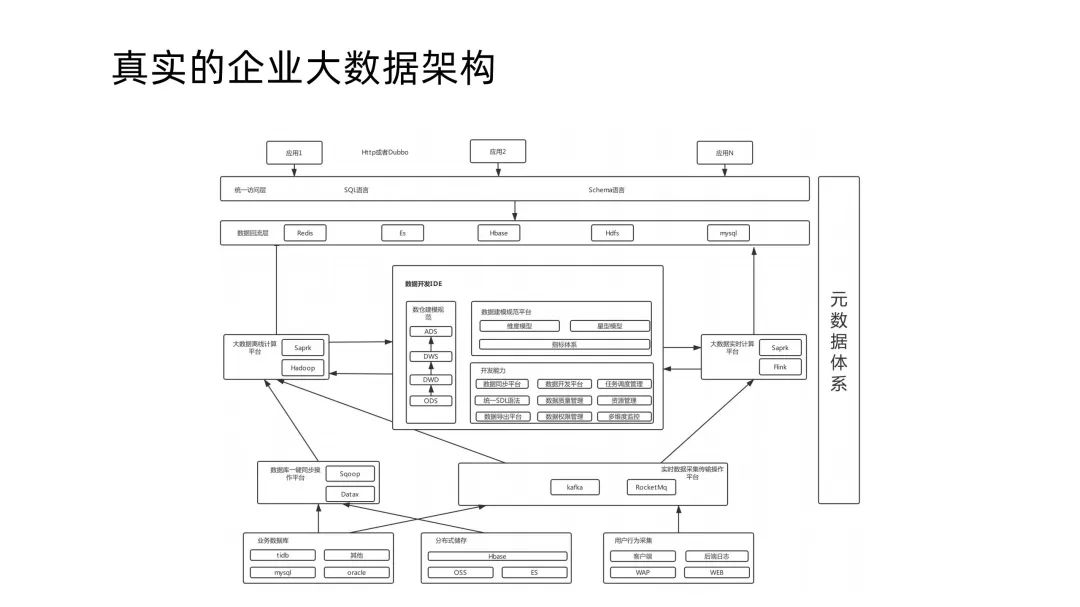 真实的企业大数据架构
应用1
Http或者Dubbo
应用2
应用N
统一访问层
SQL语言
Schema语言
数据回流层
Redis
Es
Hbase
Hdfs
mysql
元数据体系
数据开发IDE
数仓建模规
范
ADS
DWS
DWD
ODS
数据建模规范平台
维度模型
星型模型
指标体系
开发能力
数据同步平台
数据开发平台
任务调度管理
统一SDL语法
数据质量管理
资源管理
数据导出平台
数据权限管理
多维度监控
大数据离线计算
平台
Saprk
Hadoop
大数据实时计算
平台
Saprk
Flink
数据库一键同步操
作平台
Sqoop
Datax
实时数据采集传输操作
平台
kafka
RocketMq
业务数据库
tidb
其他
mysql
oracle
分布式储存
Hbase
OSS
ES
用户行为采集
客户端
后端日志
WAP
WEB